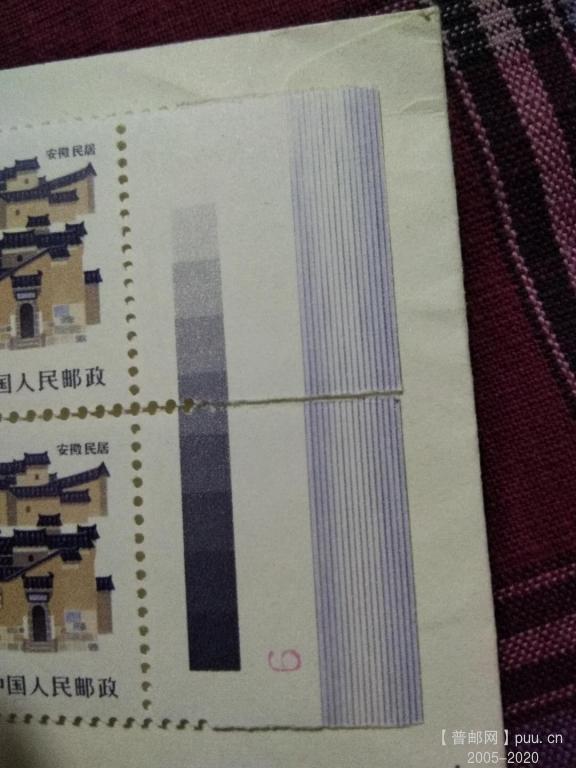 安徽民居
国人民邮政
安徽民居
中国人民邮政
9
【普邮网】puu.cn
2005-2020